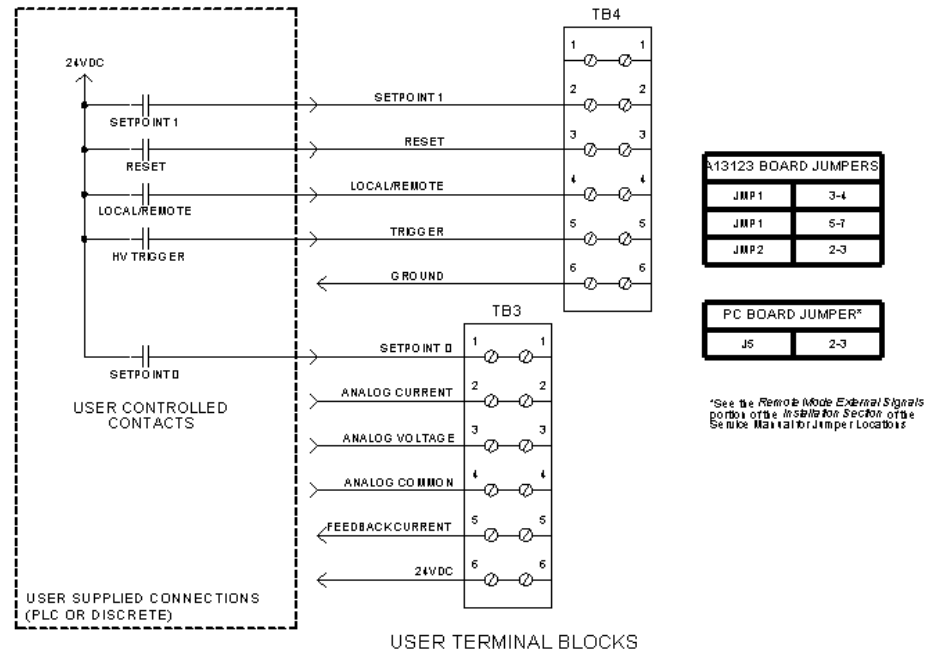 TB4
24VDC
1 1
SETPOINT 1
2 2
SETPOINT 1
RESET
3 3
RESET
LOCAL/REMOTE
4 4
LOCAL/REMOTE
TRIGGER
5 5
HV TRIGGER
GROUND
6 6
A13123 BOARD JUMPERS
JMP1 3-4
JMP1 5-7
JMP2 2-3
PC BOARD JUMPER*
J5 2-3
*See the Remote Mode External Signals
portion of the Installation Section of the
Service Manual for Jumper Locations
TB3
SETPOINT 0
1 1
SETPOINT 0
USER CONTROLLED
CONTACTS
ANALOG CURRENT
2 2
ANALOG VOLTAGE
3 3
ANALOG COMMON
4 4
FEEDBACK CURRENT
5 5
24VDC
6 6
USER SUPPLIED CONNECTIONS
(PLC OR DISCRETE)
USER TERMINAL BLOCKS